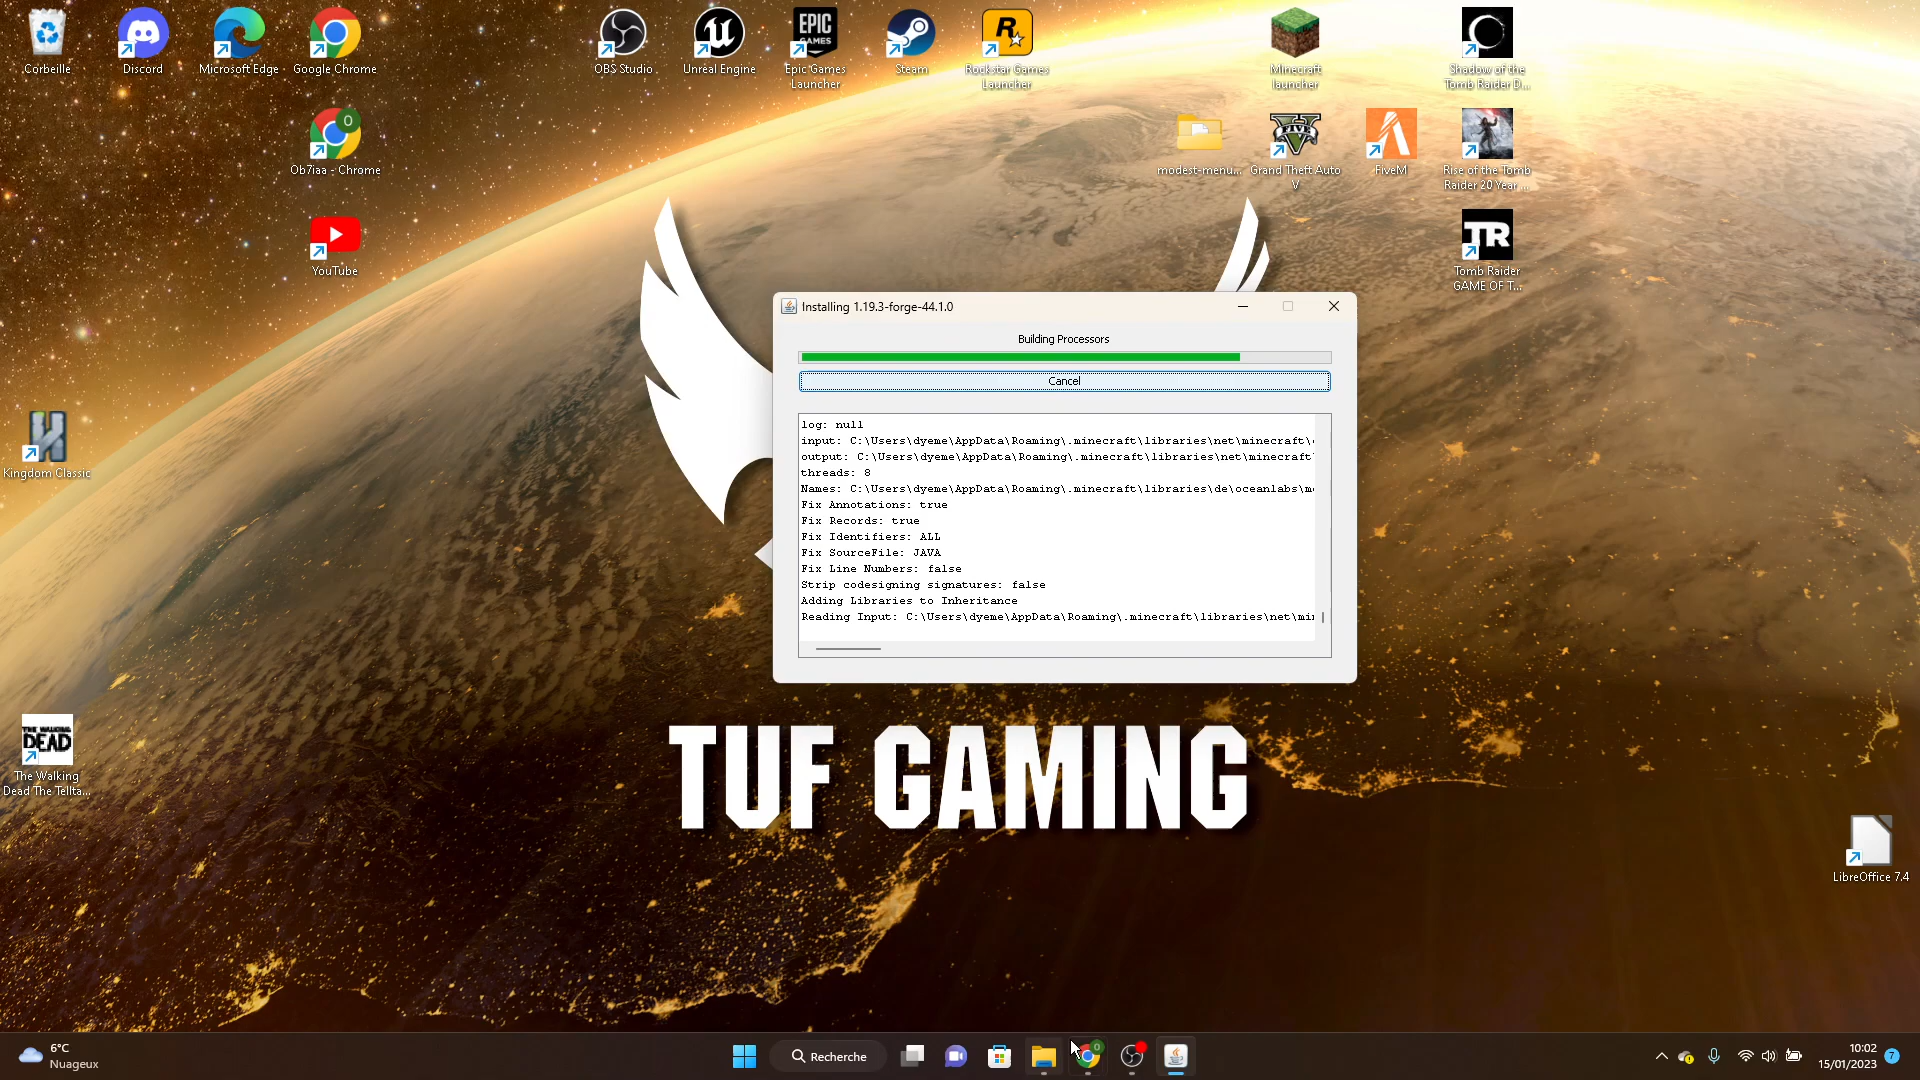 Corbeille
Discord
Microsoft Edge
Google Chrome
OBS Studio
Unreal Engine
EPIC
GAMES
Epic Games
Launcher
Steam
Rockstar Games
Launcher
Minecraft
launcher
Shadow of the
Tomb Raider D...
Ob7iaa - Chrome
modest-menu...
FIVE
Grand Theft Auto
V
FiveM
Rise of the Tomb
Raider 20 Year ...
YouTube
TR
Tomb Raider
GAME OF T...
Kingdom Classic
THE WALKING
DEAD
The Walking
Dead The Tellta...
LibreOffice 7.4
Installing 1.19.3-forge-44.1.0
Building Processors
Cancel
log: null
input: C:\Users\dyeme\AppData\Roaming\.minecraft\libraries\net\minecraft\
output: C:\Users\dyeme\AppData\Roaming\.minecraft\libraries\net\minecraft
threads: 8
Names: C:\Users\dyeme\AppData\Roaming\.minecraft\libraries\de\oceanlabs\m
Fix Annotations: true
Fix Records: true
Fix Identifiers: ALL
Fix SourceFile: JAVA
Fix Line Numbers: false
Strip codesigning signatures: false
Adding Libraries to Inheritance
Reading Input: C:\Users\dyeme\AppData\Roaming\.minecraft\libraries\net\mi
TUF GAMING
6°C
Nuageux
Recherche
10:02
15/01/2023
7